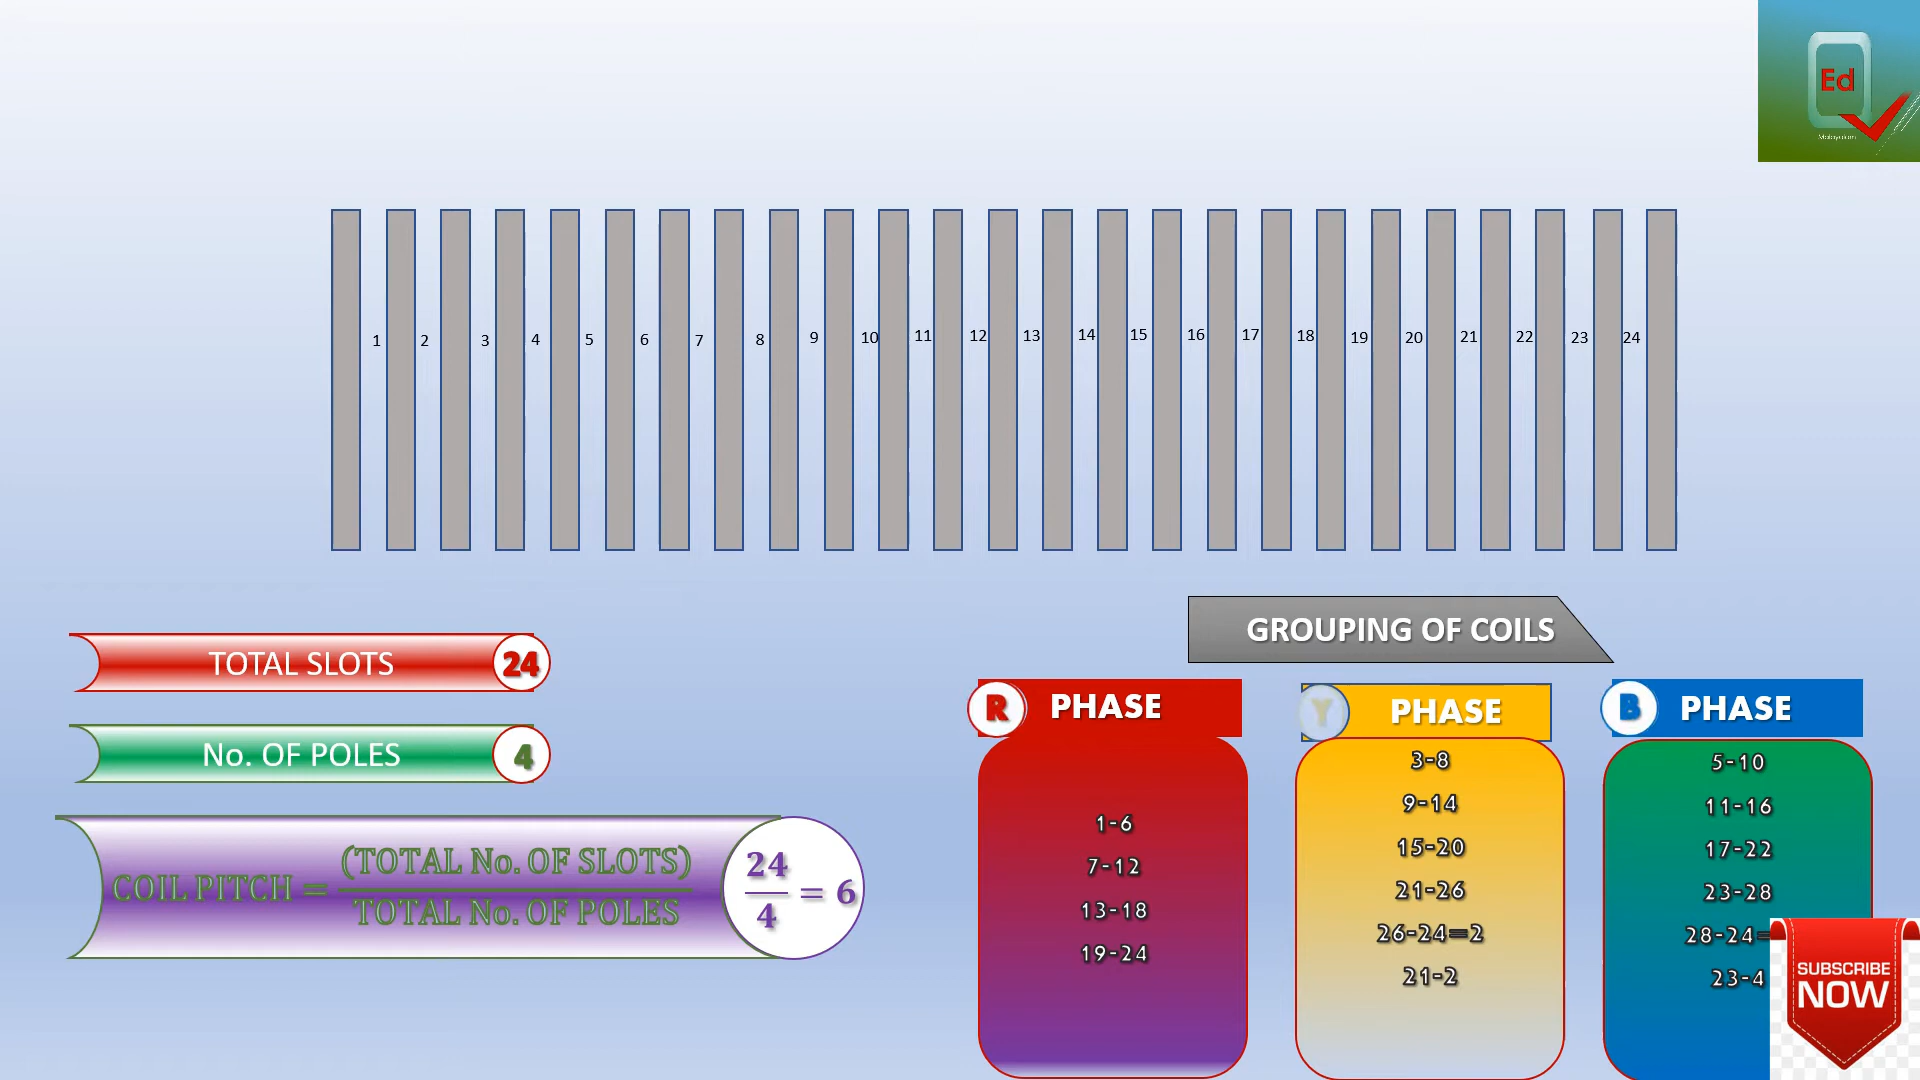 Ed
Malayalam
1 2 3 4 5 6 7 8 9 10 11 12 13 14 15 16 17 18 19 20 21 22 23 24
GROUPING OF COILS
TOTAL SLOTS 24
No. OF POLES 4
COIL PITCH = (TOTAL No. OF SLOTS)
TOTAL No. OF POLES
24
4 = 6
R PHASE
1-6
7-12
13-18
19-24
Y PHASE
3-8
9-14
15-20
21-26
26-24=2
21-2
B PHASE
5-10
11-16
17-22
23-28
28-24=
23-4
SUBSCRIBE
NOW